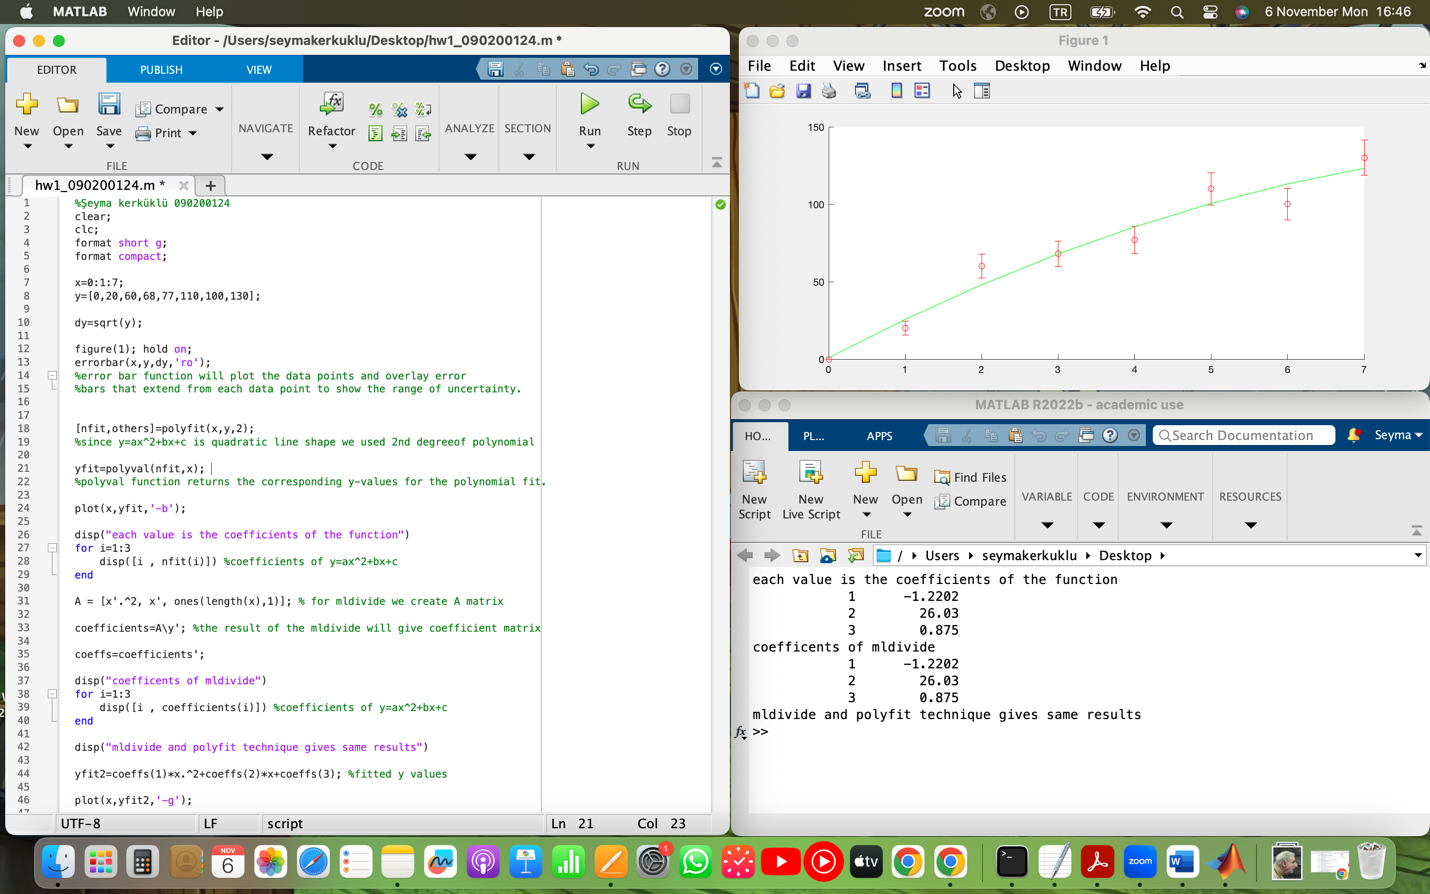 MATLAB Window Help
zoom TR 6 November Mon 16:46
Editor - /Users/seymakerkuklu/Desktop/hw1_090200124.m *
EDITOR PUBLISH VIEW
New Open Save Compare Print
FILE
NAVIGATE
Refactor
CODE
ANALYZE SECTION
Run Step Stop
RUN
hw1_090200124.m *
1 %Şeyma kerküklü 090200124
2 clear;
3 clc;
4 format short g;
5 format compact;
6
7 x=0:1:7;
8 y=[0,20,60,68,77,110,100,130];
9
10 dy=sqrt(y);
11
12 figure(1); hold on;
13 errorbar(x,y,dy,'ro');
14 %error bar function will plot the data points and overlay error
15 %bars that extend from each data point to show the range of uncertainty.
16
17
18 [nfit,others]=polyfit(x,y,2);
19 %since y=ax^2+bx+c is quadratic line shape we used 2nd degreeof polynomial
20
21 yfit=polyval(nfit,x);
22 %polyval function returns the corresponding y-values for the polynomial fit.
23
24 plot(x,yfit,'-b');
25
26 disp("each value is the coefficients of the function")
27 for i=1:3
28 disp([i , nfit(i)]) %coefficients of y=ax^2+bx+c
29 end
30
31 A = [x'.^2, x', ones(length(x),1)]; % for mldivide we create A matrix
32
33 coefficients=A\y'; %the result of the mldivide will give coefficient matrix
34
35 coeffs=coefficients';
36
37 disp("coefficents of mldivide")
38 for i=1:3
39 disp([i , coefficients(i)]) %coefficients of y=ax^2+bx+c
40 end
41
42 disp("mldivide and polyfit technique gives same results")
43
44 yfit2=coeffs(1)*x.^2+coeffs(2)*x+coeffs(3); %fitted y values
45
46 plot(x,yfit2,'-g');
UTF-8 LF script Ln 21 Col 23
Figure 1
File Edit View Insert Tools Desktop Window Help
150
100
50
0
0 1 2 3 4 5 6 7
MATLAB R2022b - academic use
HO... PL... APPS
Search Documentation
Seyma
New Script
New Live Script
New Open Find Files Compare
FILE
VARIABLE CODE ENVIRONMENT RESOURCES
/ Users seymakerkuklu Desktop
each value is the coefficients of the function
1 -1.2202
2 26.03
3 0.875
coefficents of mldivide
1 -1.2202
2 26.03
3 0.875
mldivide and polyfit technique gives same results
fx >>
NOV
6
1
tv
zoom
W